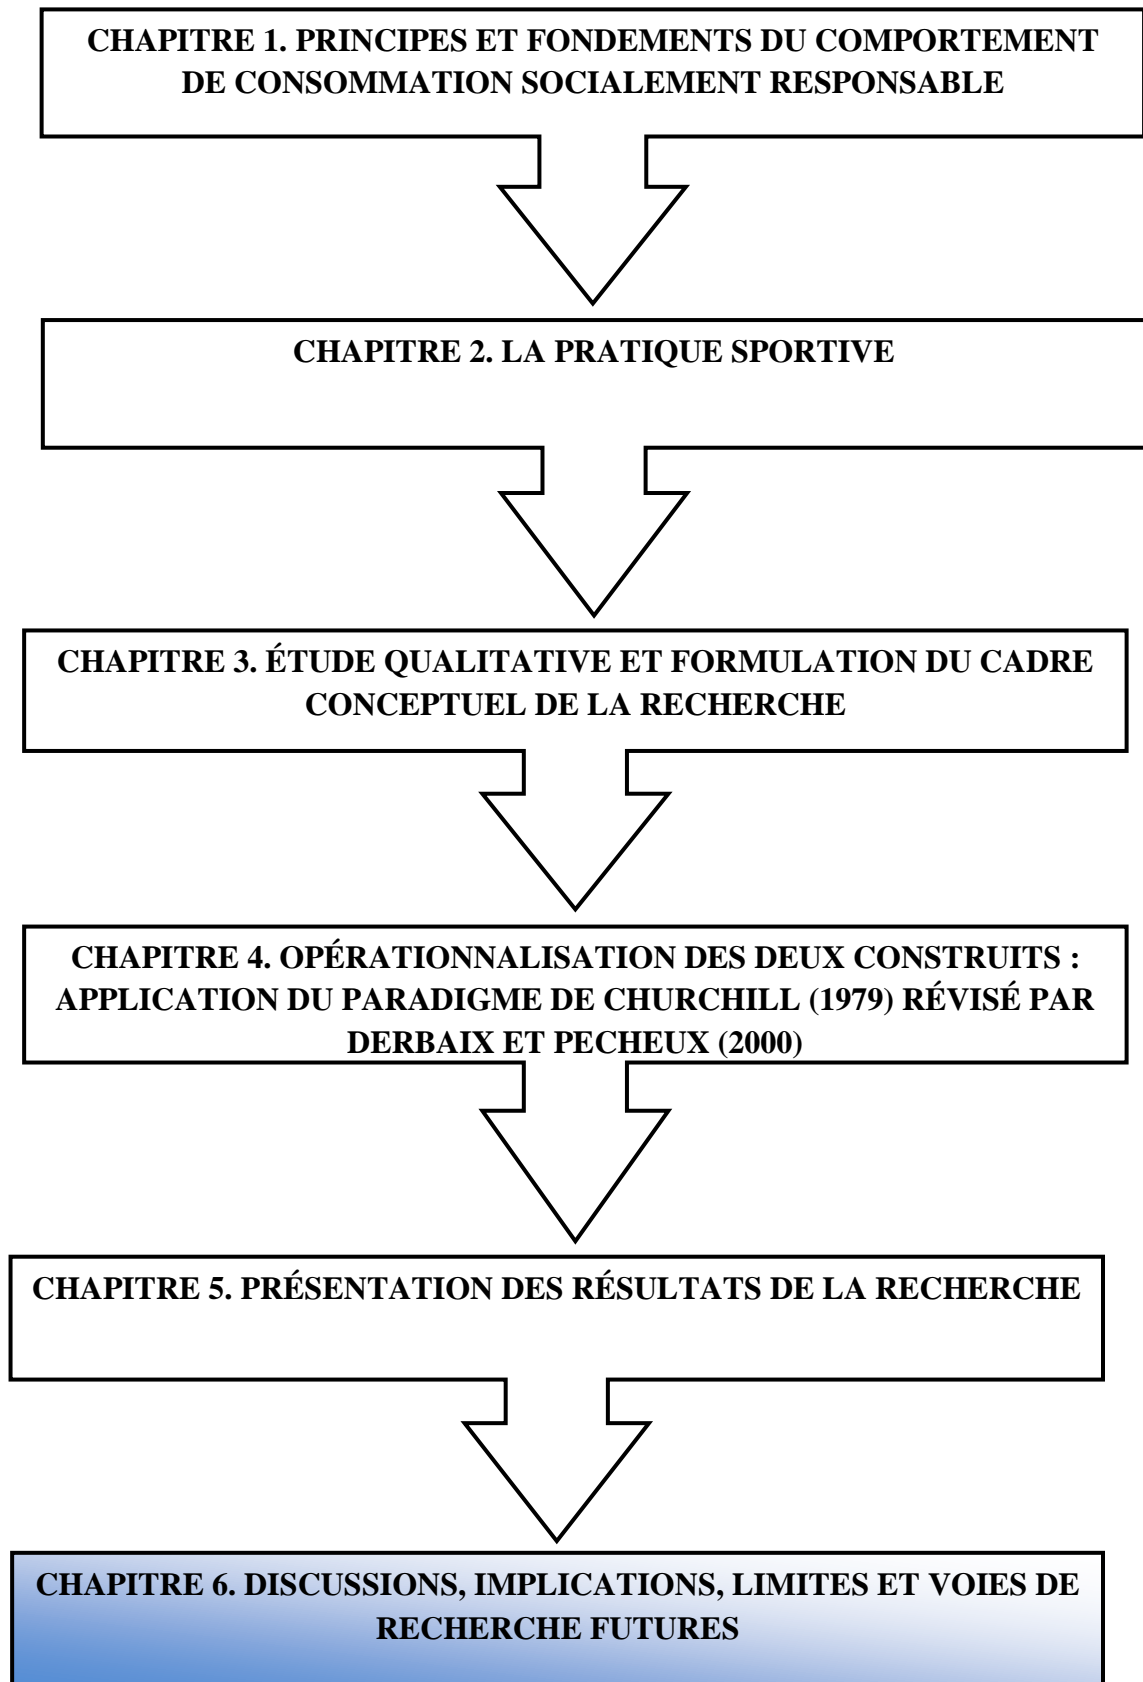 CHAPITRE 1. PRINCIPES ET FONDEMENTS DU COMPORTEMENT
DE CONSOMMATION SOCIALEMENT RESPONSABLE
CHAPITRE 2. LA PRATIQUE SPORTIVE
CHAPITRE 3. ÉTUDE QUALITATIVE ET FORMULATION DU CADRE
CONCEPTUEL DE LA RECHERCHE
CHAPITRE 4. OPÉRATIONNALISATION DES DEUX CONSTRUITS :
APPLICATION DU PARADIGME DE CHURCHILL (1979) RÉVISÉ PAR
DERBAIX ET PECHEUX (2000)
CHAPITRE 5. PRÉSENTATION DES RÉSULTATS DE LA RECHERCHE
CHAPITRE 6. DISCUSSIONS, IMPLICATIONS, LIMITES ET VOIES DE
RECHERCHE FUTURES